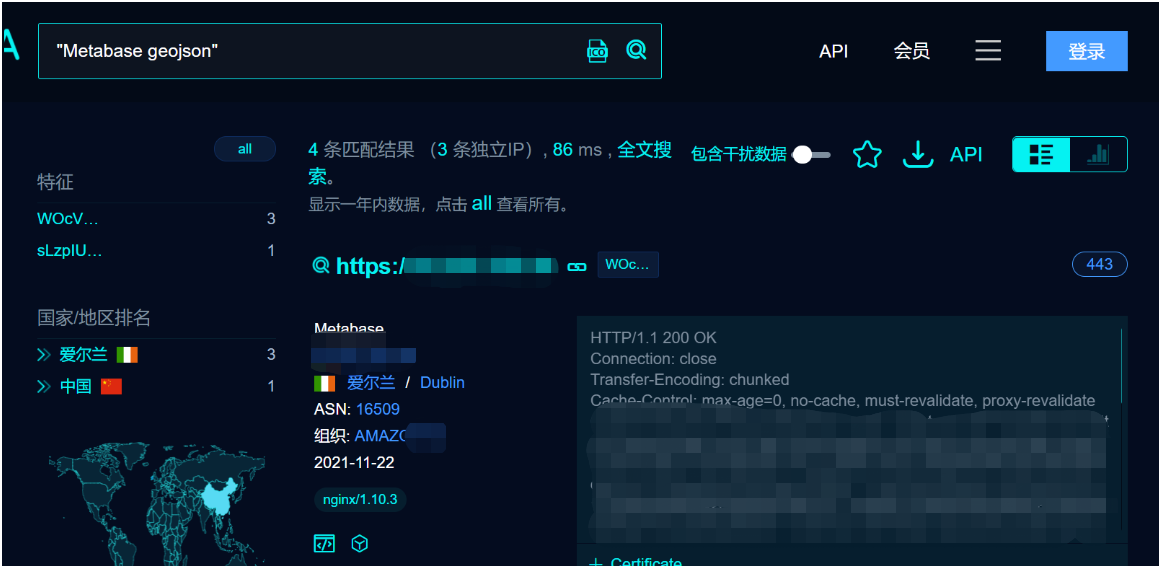 A
"Metabase geojson"
ICO
API 会员 登录
all
特征
WOcV... 3
sLzpIU... 1
国家/地区排名
爱尔兰 3
中国 1
4 条匹配结果 （3 条独立IP）, 86 ms , 全文搜
索。
包含干扰数据 API
显示一年内数据，点击 all 查看所有。
https:/ WOc... 443
Metabase
爱尔兰 / Dublin
ASN: 16509
组织:
2021-11-22
nginx/1.10.3
HTTP/1.1 200 OK
Connection: close
Transfer-Encoding: chunked
Cache-Control: max-age=0, no-cache, must-revalidate, proxy-revalidate
+ Certificate